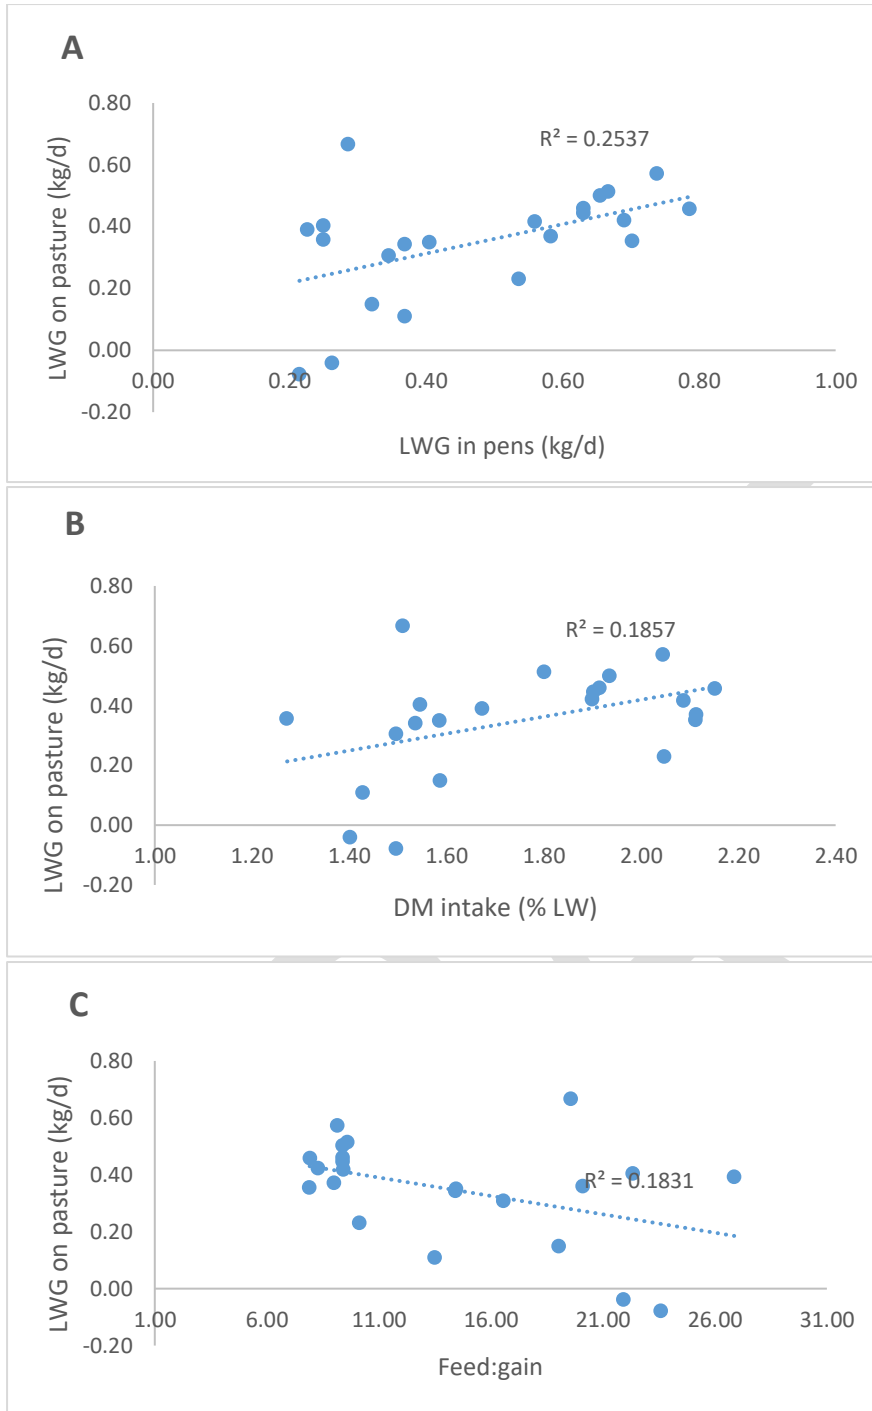 A
0.80
R² = 0.2537
0.60
0.40
0.20
0.00
0.00 0.20 0.40 0.60 0.80 1.00
-0.20
LWG on pasture (kg/d)
LWG in pens (kg/d)
B
0.80
R² = 0.1857
0.60
0.40
0.20
0.00
1.00 1.20 1.40 1.60 1.80 2.00 2.20 2.40
-0.20
LWG on pasture (kg/d)
DM intake (% LW)
C
0.80
0.60
0.40
R² = 0.1831
0.20
0.00
1.00 6.00 11.00 16.00 21.00 26.00 31.00
-0.20
LWG on pasture (kg/d)
Feed:gain